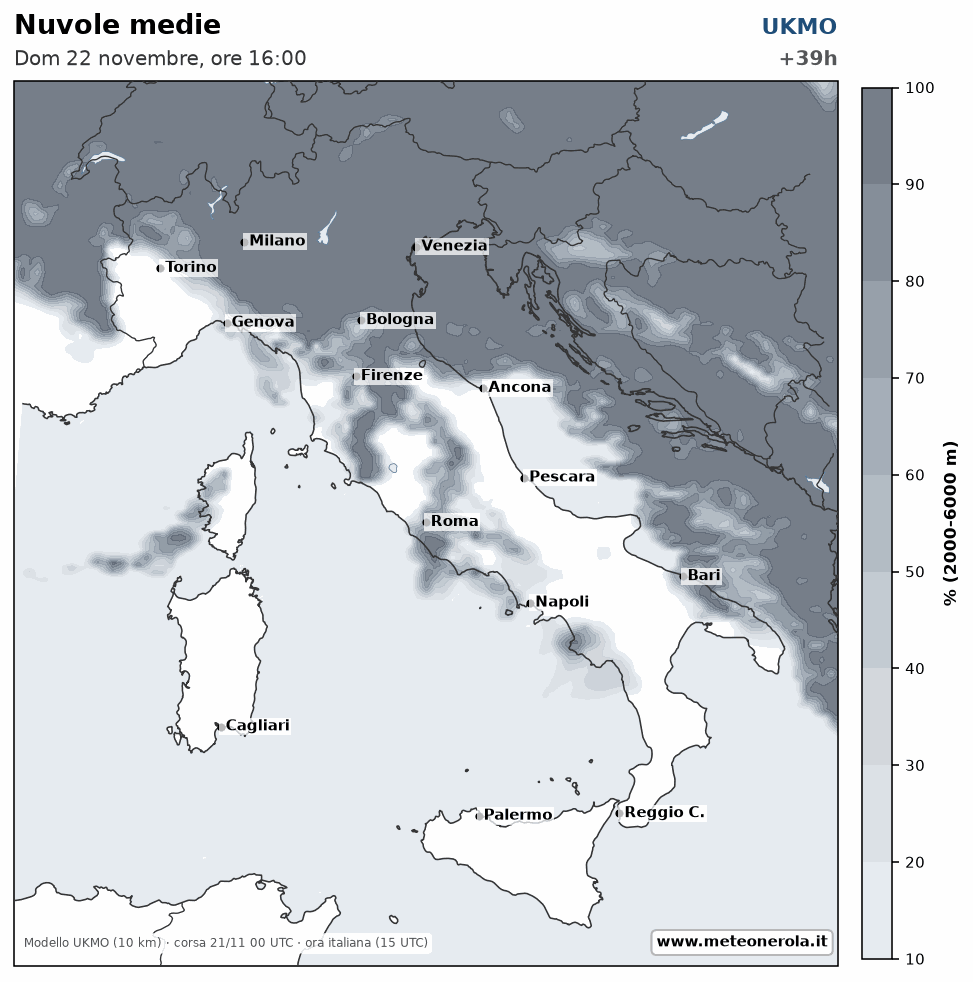 Nuvole medie
UKMO
Dom 22 novembre, ore 16:00
+39h
Milano
Venezia
Torino
Genova
Bologna
Firenze
Ancona
Pescara
Roma
Bari
Napoli
Cagliari
Palermo
Reggio C.
Modello UKMO (10 km) · corsa 21/11 00 UTC · ora italiana (15 UTC)
www.meteonerola.it
100
90
80
70
60
50
40
30
20
10
% (2000-6000 m)